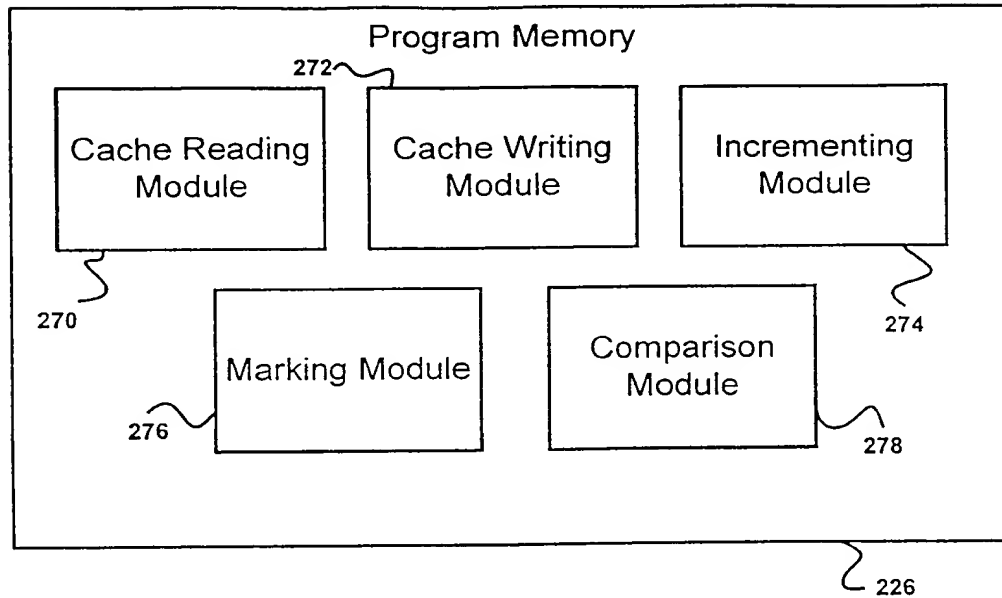 Program Memory
272
Cache Reading
Module
Cache Writing
Module
Incrementing
Module
270
274
Marking Module
Comparison
Module
276
278
226